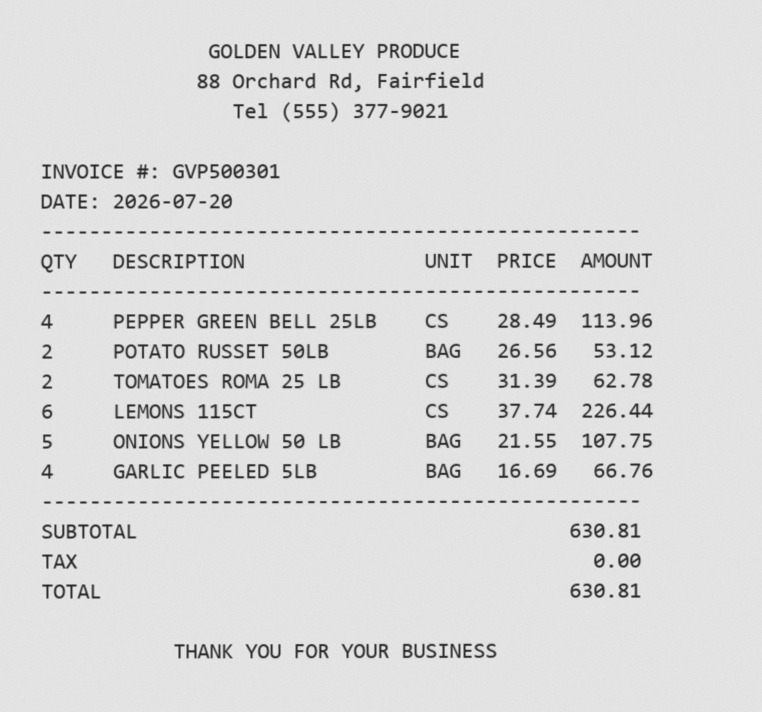 GOLDEN VALLEY PRODUCE
88 Orchard Rd, Fairfield
Tel (555) 377-9021
INVOICE #: GVP500301
DATE: 2026-07-20
--------------------------------------------------
QTY DESCRIPTION UNIT PRICE AMOUNT
--------------------------------------------------
4 PEPPER GREEN BELL 25LB CS 28.49 113.96
2 POTATO RUSSET 50LB BAG 26.56 53.12
2 TOMATOES ROMA 25 LB CS 31.39 62.78
6 LEMONS 115CT CS 37.74 226.44
5 ONIONS YELLOW 50 LB BAG 21.55 107.75
4 GARLIC PEELED 5LB BAG 16.69 66.76
--------------------------------------------------
SUBTOTAL 630.81
TAX 0.00
TOTAL 630.81
THANK YOU FOR YOUR BUSINESS